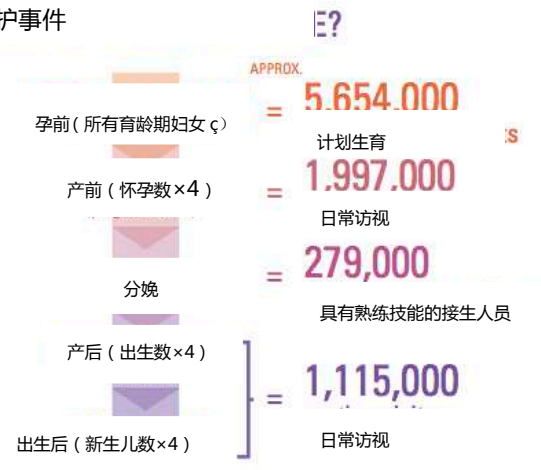 护事件
E?
APPROX.
孕前（所有育龄期妇女ç）
= 5,654,000
计划生育
产前（怀孕数×4）
= 1,997,000
日常访视
分娩
= 279,000
具有熟练技能的接生人员
产后（出生数×4）
出生后（新生儿数×4）
= 1,115,000
日常访视